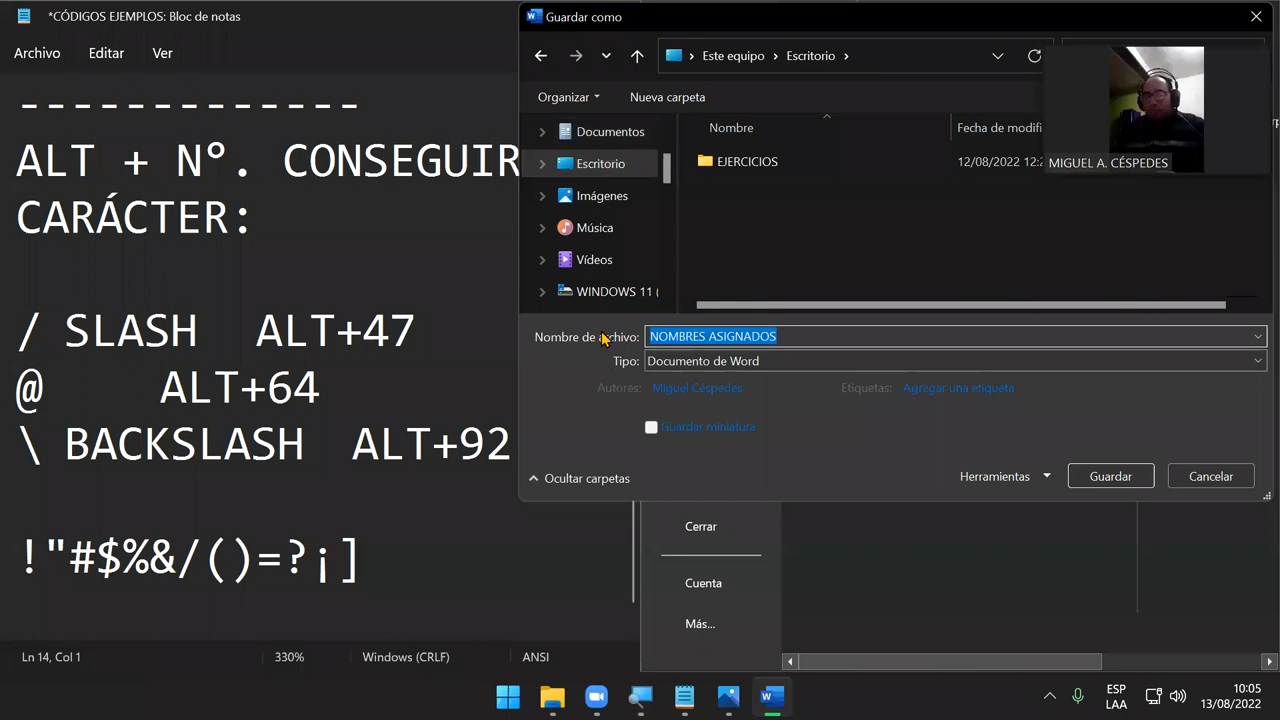 *CÓDIGOS EJEMPLOS: Bloc de notas
Archivo Editar Ver
--------------
ALT + N°. CONSEGUIR
CARÁCTER:
/ SLASH ALT+47
@ ALT+64
\ BACKSLASH ALT+92
!"#$%&/()=?¡]
Ln 14, Col 1 330% Windows (CRLF) ANSI
Guardar como
Este equipo Escritorio
Organizar Nueva carpeta
Documentos
Escritorio
Imágenes
Música
Vídeos
WINDOWS 11 (
Nombre Fecha de modifi
EJERCICIOS 12/08/2022 12:2
MIGUEL A. CÉSPEDES
Nombre de archivo: NOMBRES ASIGNADOS
Tipo: Documento de Word
Autores: Miguel Céspedes Etiquetas: Agregar una etiqueta
Guardar miniatura
Ocultar carpetas Herramientas Guardar Cancelar
Cerrar
Cuenta
Más...
ESP
LAA
10:05
13/08/2022